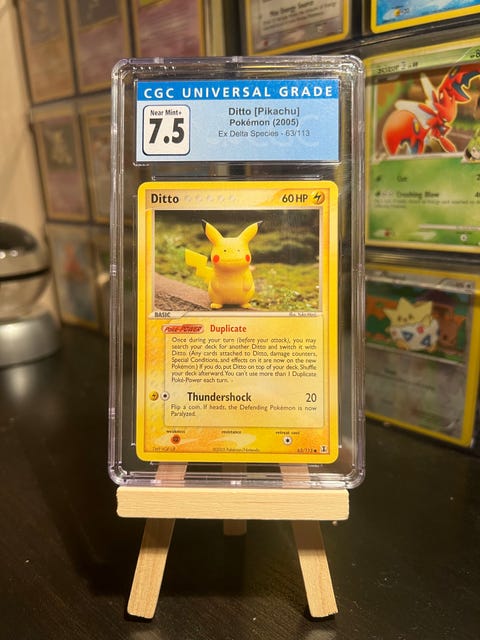 CGC UNIVERSAL GRADE
Near Mint+
7.5
Ditto [Pikachu]
Pokémon (2005)
Ex Delta Species - 63/113
Ditto
60 HP
BASIC
POKé-POWER Duplicate
Once during your turn (before your attack), you may
search your deck for another Ditto and switch it with
Ditto. (Any cards attached to Ditto, damage counters,
Special Conditions, and effects on it are now on the new
Pokémon.) If you do, put Ditto on top of your deck. Shuffle
your deck afterward. You can't use more than 1 Duplicate
Poké-Power each turn.
Thundershock 20
Flip a coin. If heads, the Defending Pokémon is now
Paralyzed.
weakness resistance retreat cost
©2005 Pokémon/Nintendo
63/113
Cut
Crushing Blow